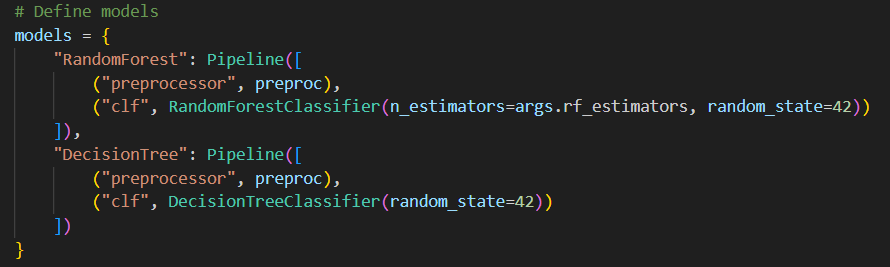 # Define models
models = {
    "RandomForest": Pipeline([
        ("preprocessor", preproc),
        ("clf", RandomForestClassifier(n_estimators=args.rf_estimators, random_state=42))
    ]),
    "DecisionTree": Pipeline([
        ("preprocessor", preproc),
        ("clf", DecisionTreeClassifier(random_state=42))
    ])
}